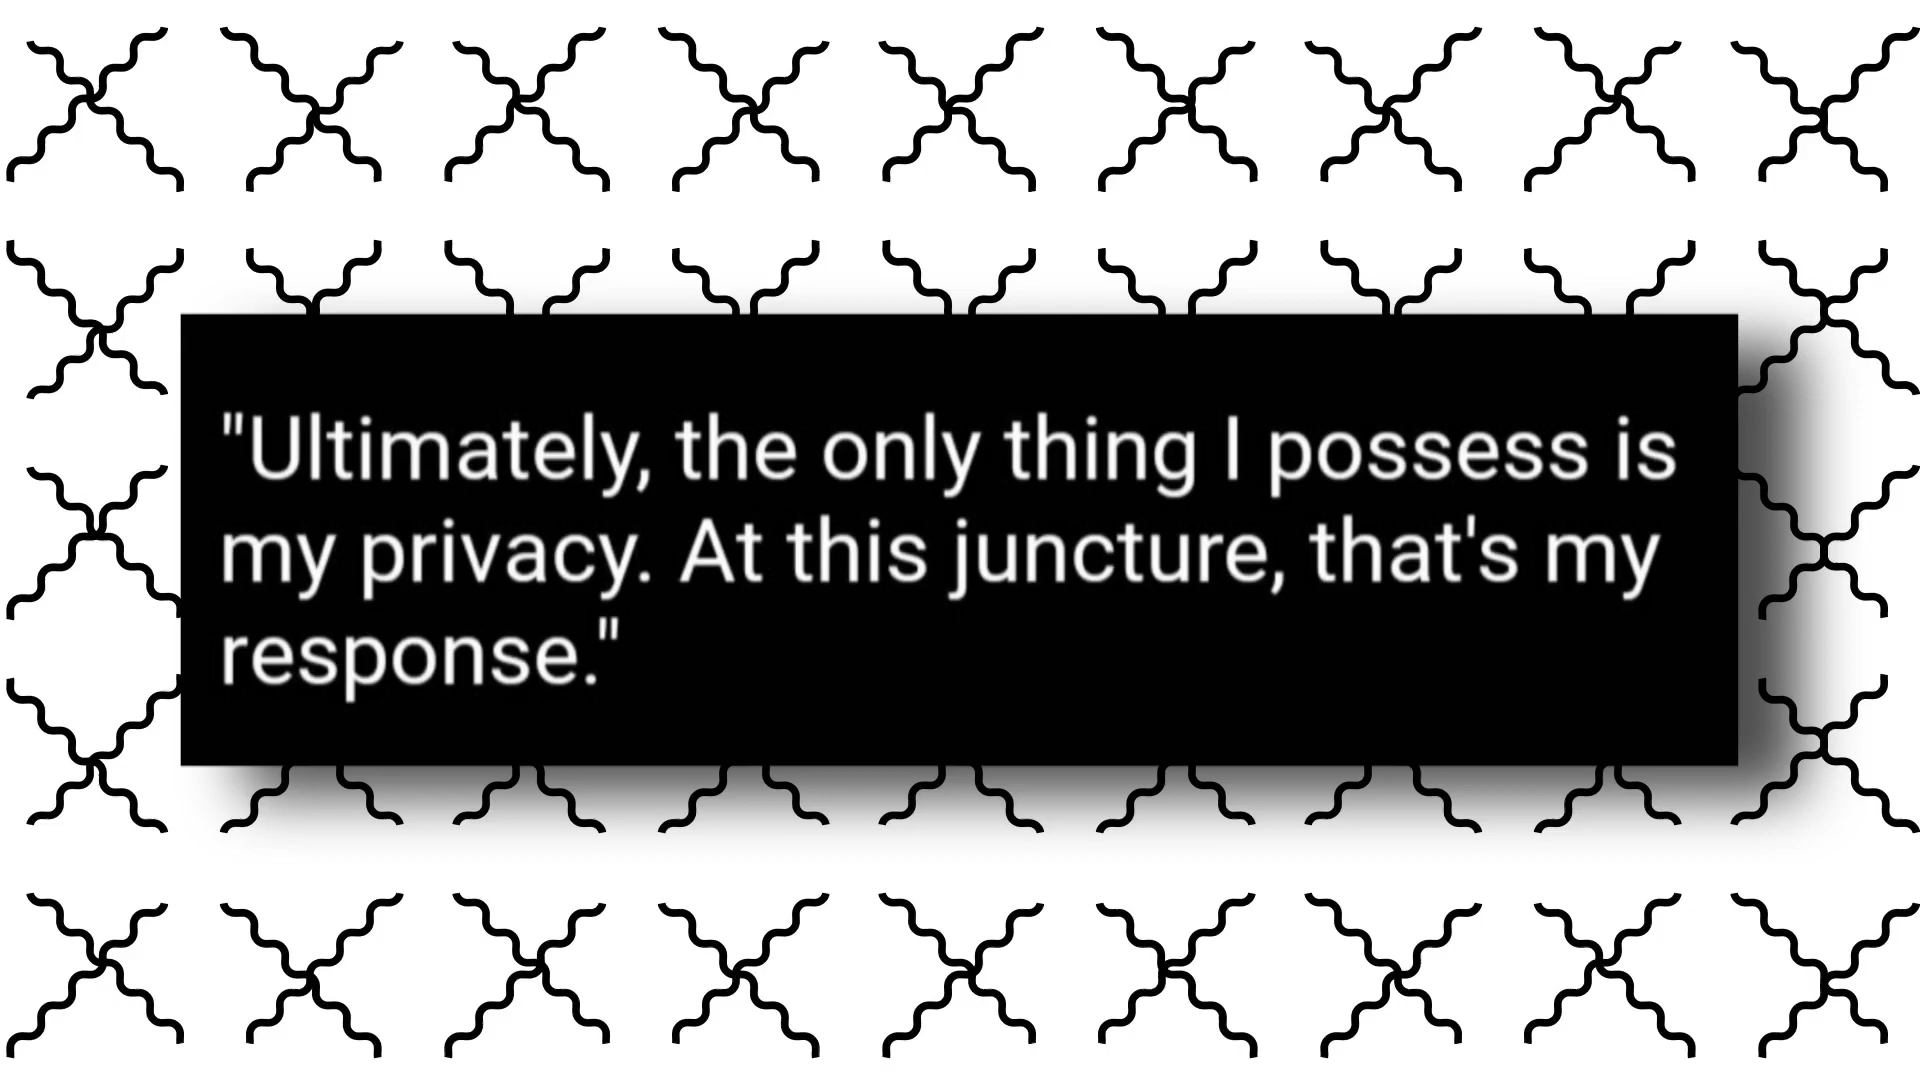 "Ultimately, the only thing I possess is
my privacy. At this juncture, that's my
response."